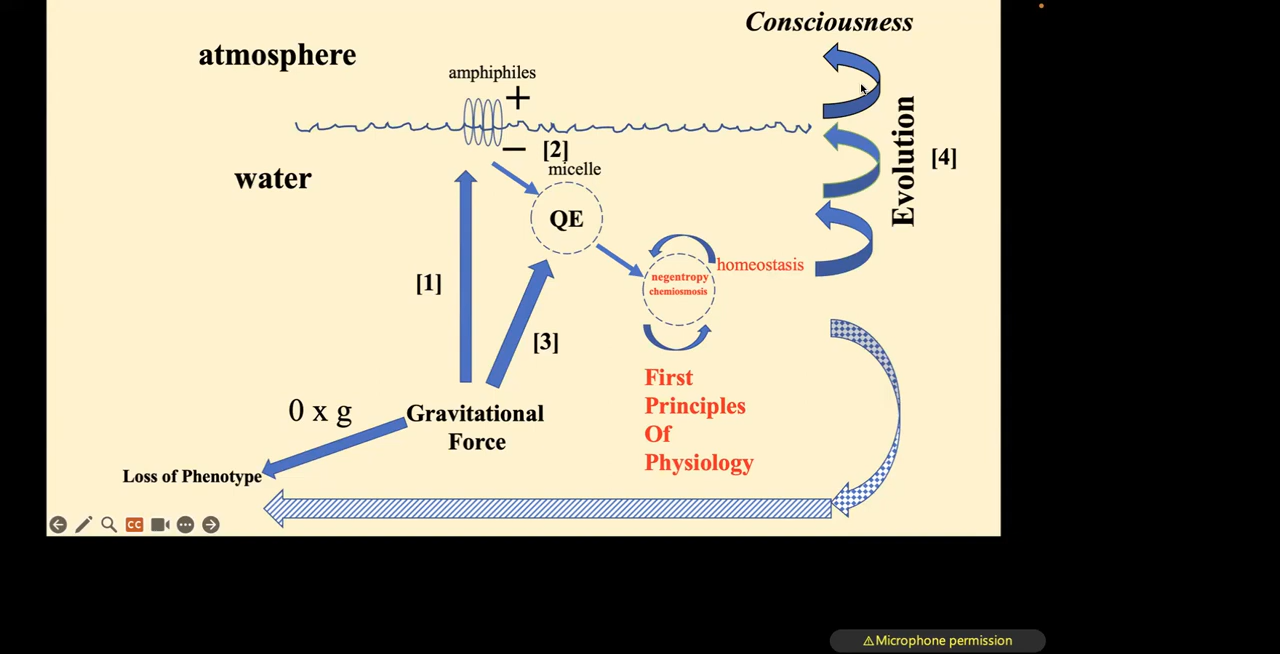 Consciousness
atmosphere
amphiphiles
+
−
[2]
water
micelle
QE
Evolution
[4]
homeostasis
negentropy
chemiosmosis
[1]
[3]
First
Principles
Of
Physiology
0 x g
Gravitational
Force
Loss of Phenotype
CC
⚠Microphone permission